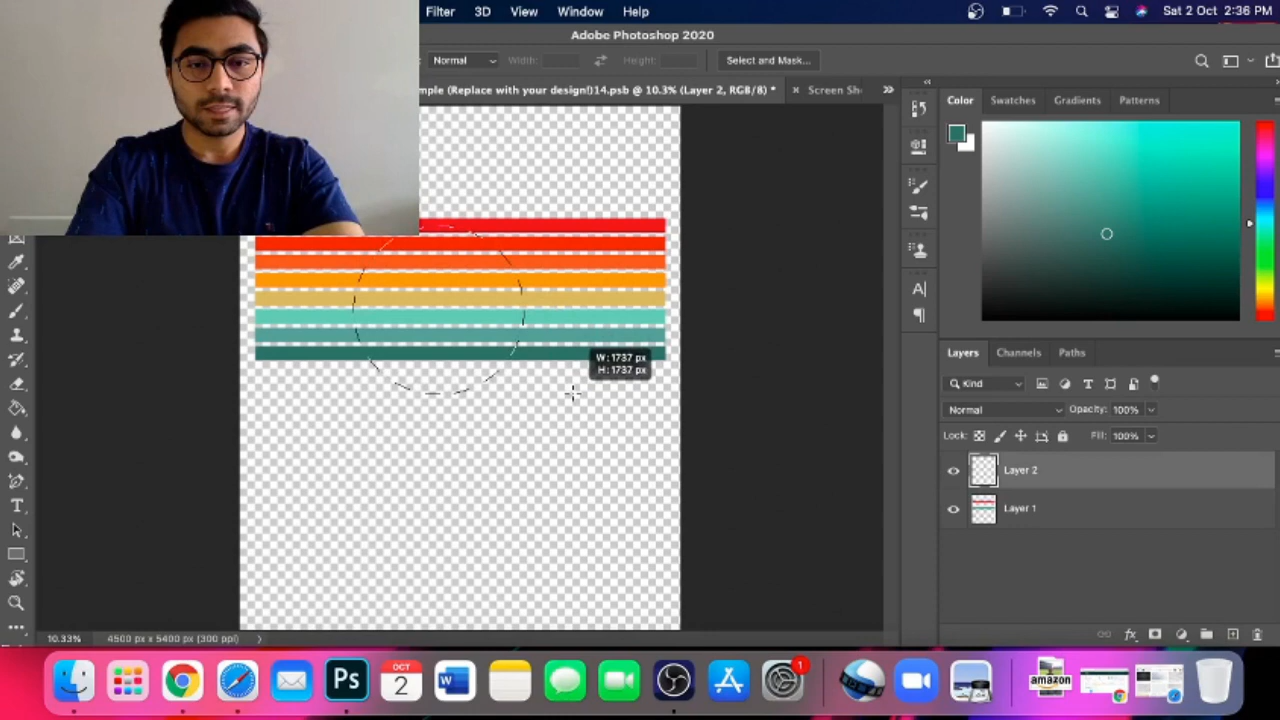 Filter 3D View Window Help Sat 2 Oct 2:36 PM
Adobe Photoshop 2020
: Normal Width: Height: Select and Mask...
mple (Replace with your design!)14.psb @ 10.3% (Layer 2, RGB/8) * × Screen Sh
Color Swatches Gradients Patterns
W: 1737 px
H: 1737 px
Layers Channels Paths
Kind
Normal Opacity: 100%
Lock: Fill: 100%
Layer 2
Layer 1
10.33% 4500 px x 5400 px (300 ppi)
OCT
2
Ps
W
A
1
amazon